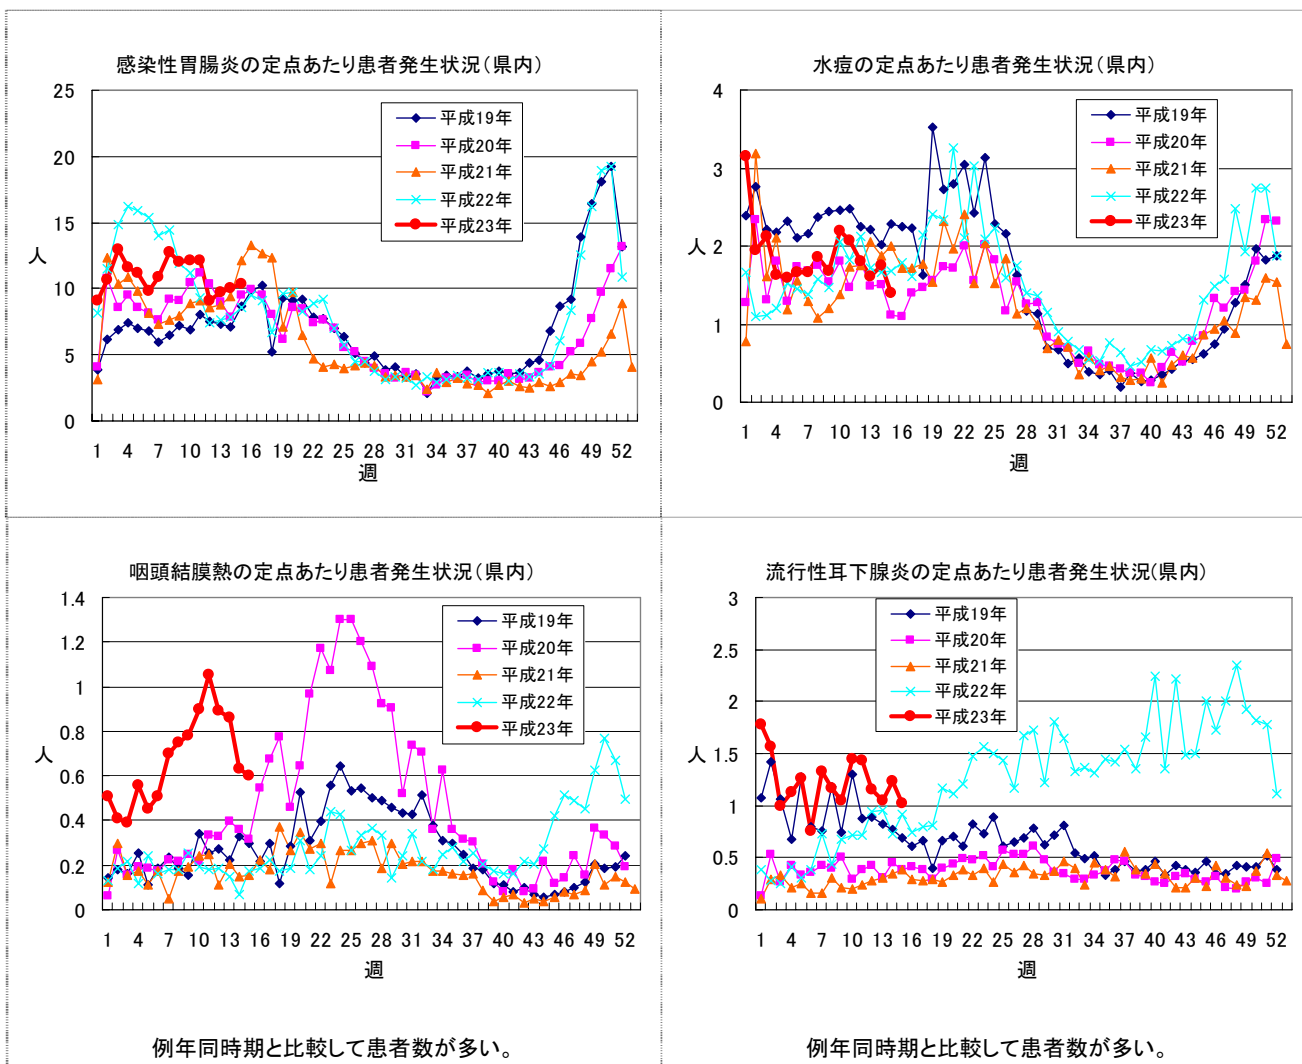 感染性胃腸炎の定点あたり患者発生状況(県内)
25
20
15
10
5
0
人
平成19年
平成20年
平成21年
平成22年
平成23年
1 4 7 10 13 16 19 22 25 28 31 34 37 40 43 46 49 52
週
水痘の定点あたり患者発生状況(県内)
4
3
2
1
0
人
平成19年
平成20年
平成21年
平成22年
平成23年
1 4 7 10 13 16 19 22 25 28 31 34 37 40 43 46 49 52
週
咽頭結膜熱の定点あたり患者発生状況(県内)
1.4
1.2
1
0.8
0.6
0.4
0.2
0
人
平成19年
平成20年
平成21年
平成22年
平成23年
1 4 7 10 13 16 19 22 25 28 31 34 37 40 43 46 49 52
週
例年同時期と比較して患者数が多い。
流行性耳下腺炎の定点あたり患者発生状況(県内)
3
2.5
2
1.5
1
0.5
0
人
平成19年
平成20年
平成21年
平成22年
平成23年
1 4 7 10 13 16 19 22 25 28 31 34 37 40 43 46 49 52
週
例年同時期と比較して患者数が多い。